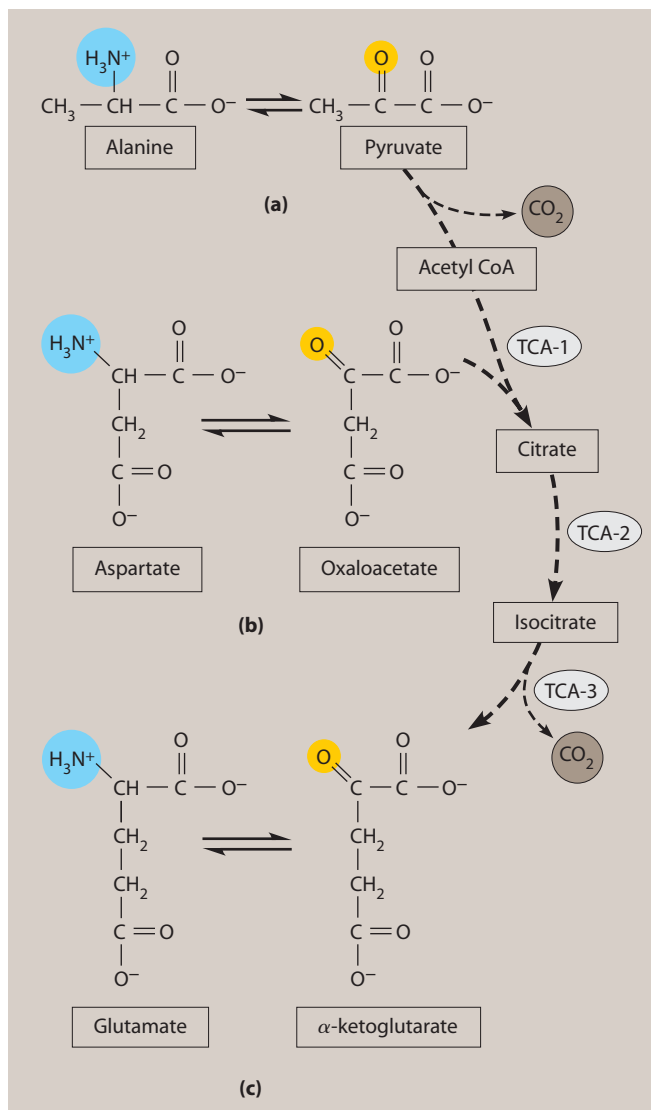 H₃N⁺ O O O
CH₃ — CH — C — O⁻ CH₃ — C — C — O⁻
Alanine Pyruvate
(a)
CO₂
Acetyl CoA
H₃N⁺ O O O
TCA-1
CH — C — O⁻ C — C — O⁻
CH₂ CH₂
Citrate
C = O C = O
O⁻ O⁻
TCA-2
Aspartate Oxaloacetate
(b)
Isocitrate
TCA-3
H₃N⁺ O O O
CO₂
CH — C — O⁻ C — C — O⁻
CH₂ CH₂
CH₂ CH₂
C = O C = O
O⁻ O⁻
Glutamate α-ketoglutarate
(c)